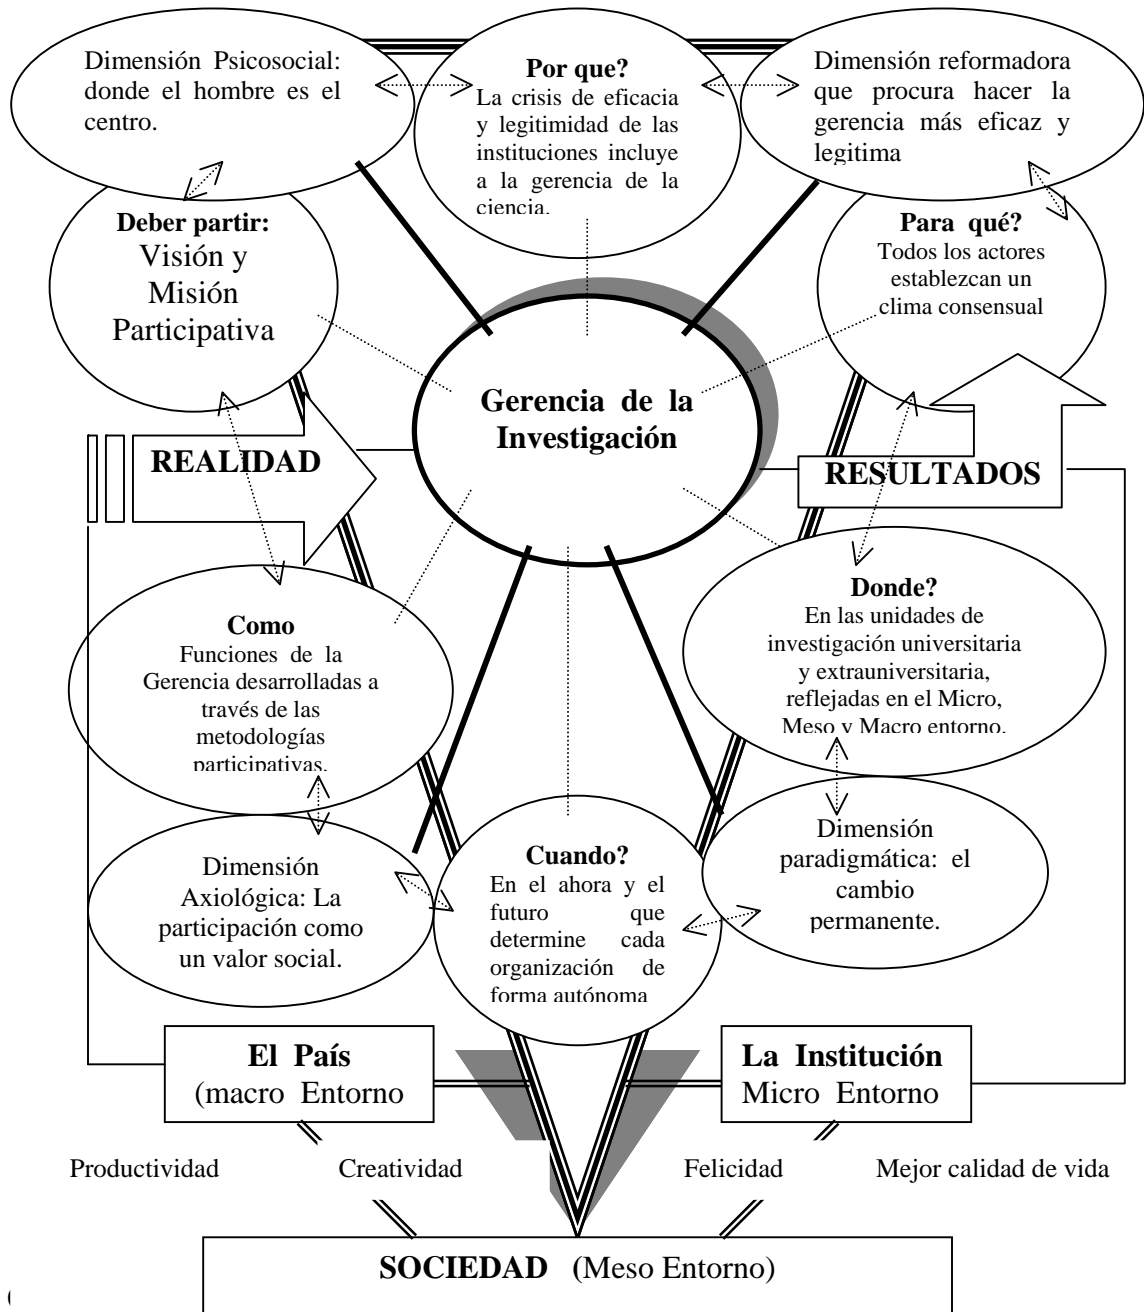 Dimensión Psicosocial:
donde el hombre es el
centro.
Por que?
La crisis de eficacia
y legitimidad de las
instituciones incluye
a la gerencia de la
ciencia.
Dimensión reformadora
que procura hacer la
gerencia más eficaz y
legitima
Deber partir:
Visión y
Misión
Participativa
Para qué?
Todos los actores
establezcan un
clima consensual
Gerencia de la
Investigación
REALIDAD
RESULTADOS
Como
Funciones de la
Gerencia desarrolladas a
través de las
metodologías
participativas.
Donde?
En las unidades de
investigación universitaria
y extrauniversitaria,
reflejadas en el Micro,
Meso y Macro entorno.
Dimensión
Axiológica: La
participación como
un valor social.
Cuando?
En el ahora y el
futuro que
determine cada
organización de
forma autónoma
Dimensión
paradigmática: el
cambio
permanente.
El País
(macro Entorno
La Institución
Micro Entorno
Productividad
Creatividad
Felicidad
Mejor calidad de vida
SOCIEDAD (Meso Entorno)